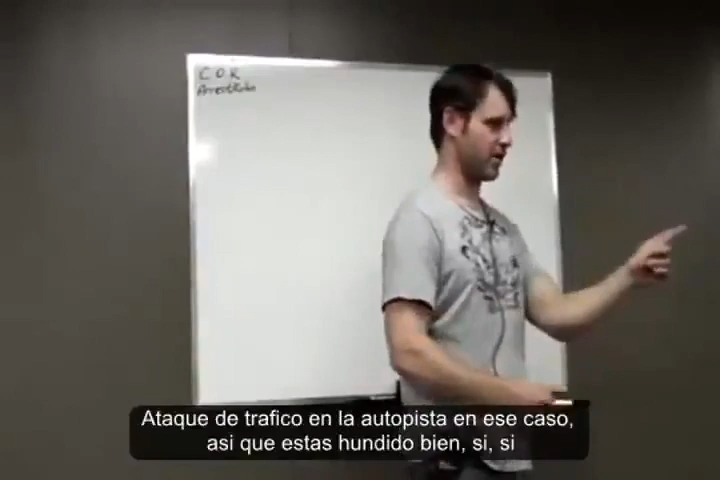 C O R
Ataque de trafico en la autopista en ese caso,
asi que estas hundido bien, si, si